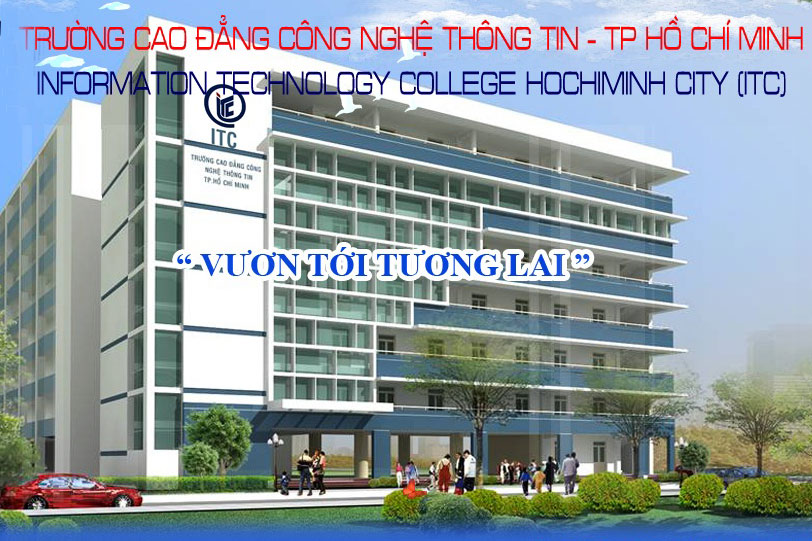 TRƯỜNG CAO ĐẲNG CÔNG NGHỆ THÔNG TIN - TP HỒ CHÍ MINH
INFORMATION TECHNOLOGY COLLEGE HOCHIMINH CITY (ITC)
ITC
TRƯỜNG CAO ĐẲNG CÔNG
NGHỆ THÔNG TIN
TP.HỒ CHÍ MINH
“ VƯƠN TỚI TƯƠNG LAI ”